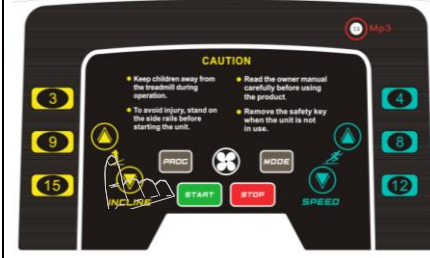 Mp3
CAUTION
Keep children away from
the treadmill during
operation.
To avoid injury, stand on
the side rails before
starting the unit.
Read the owner manual
carefully before using
the product.
Remove the safety key
when the unit is not
in use.
3
9
15
4
8
12
PROG
MODE
START
STOP
INCLINE
SPEED